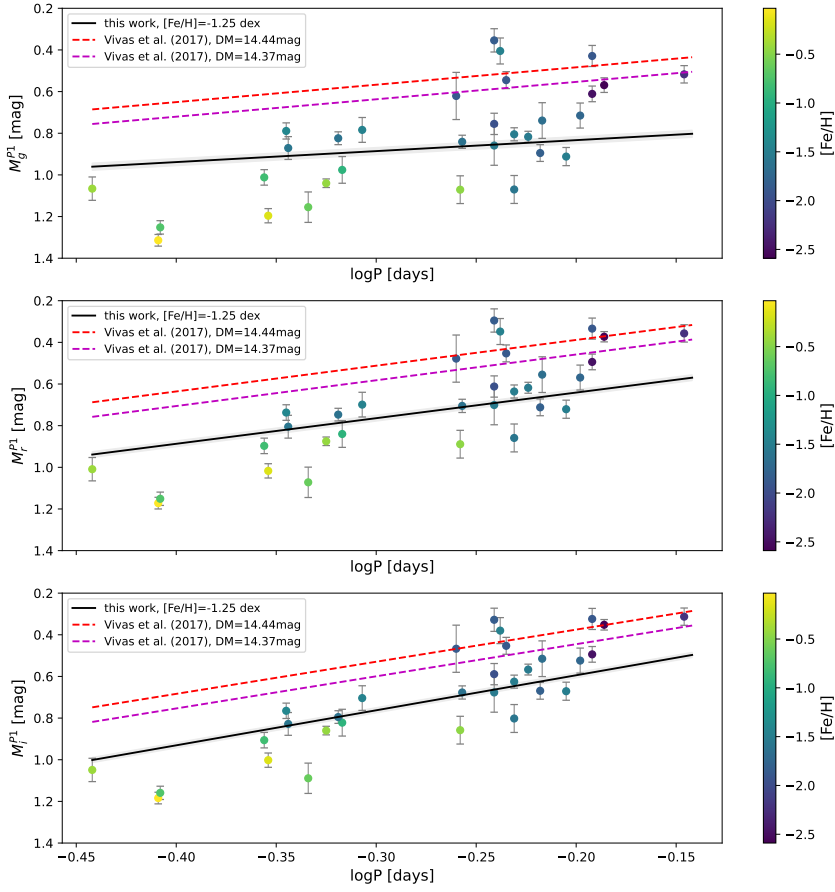 0.2
0.4
0.6
0.8
1.0
1.2
1.4
M_g^{P1} [mag]
this work, [Fe/H]=-1.25 dex
Vivas et al. (2017), DM=14.44mag
Vivas et al. (2017), DM=14.37mag
logP [days]
−0.5
−1.0
−1.5
−2.0
−2.5
[Fe/H]
0.2
0.4
0.6
0.8
1.0
1.2
1.4
M_r^{P1} [mag]
this work, [Fe/H]=-1.25 dex
Vivas et al. (2017), DM=14.44mag
Vivas et al. (2017), DM=14.37mag
logP [days]
−0.5
−1.0
−1.5
−2.0
−2.5
[Fe/H]
0.2
0.4
0.6
0.8
1.0
1.2
1.4
M_i^{P1} [mag]
this work, [Fe/H]=-1.25 dex
Vivas et al. (2017), DM=14.44mag
Vivas et al. (2017), DM=14.37mag
−0.45 −0.40 −0.35 −0.30 −0.25 −0.20 −0.15
logP [days]
−0.5
−1.0
−1.5
−2.0
−2.5
[Fe/H]